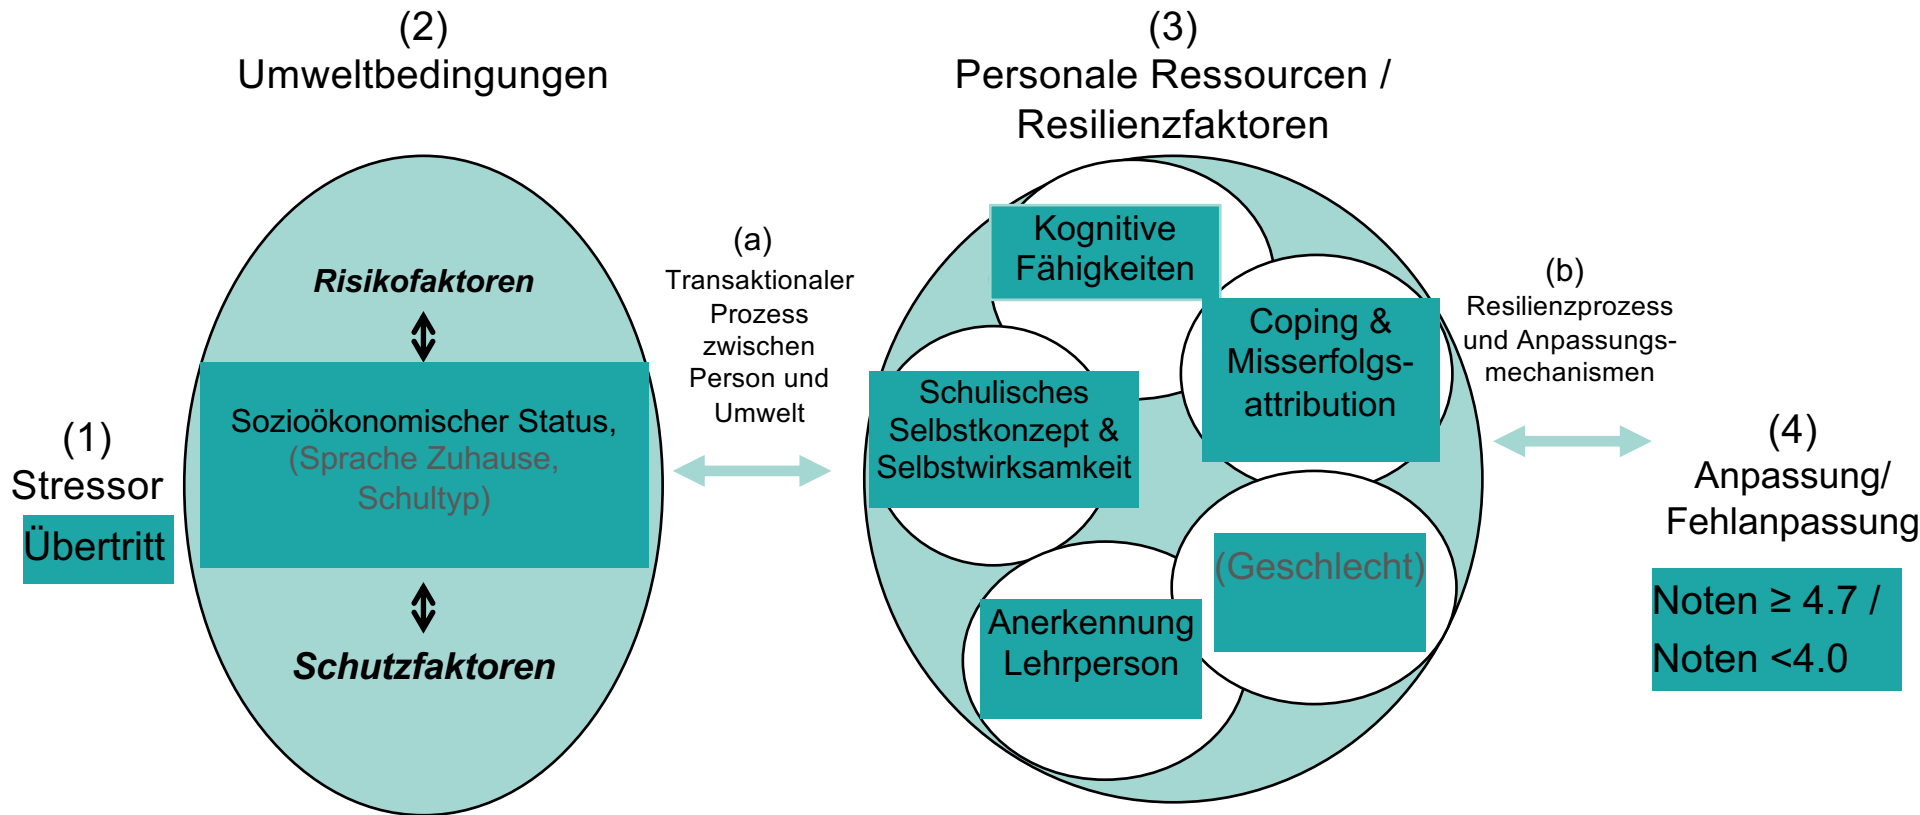 (1)
Stressor
Übertritt
(2)
Umweltbedingungen
Risikofaktoren
Sozioökonomischer Status,
(Sprache Zuhause,
Schultyp)
Schutzfaktoren
(a)
Transaktionaler
Prozess
zwischen
Person und
Umwelt
(3)
Personale Ressourcen /
Resilienzfaktoren
Kognitive
Fähigkeiten
Coping &
Misserfolgs-
attribution
Schulisches
Selbstkonzept &
Selbstwirksamkeit
(Geschlecht)
Anerkennung
Lehrperson
(b)
Resilienzprozess
und Anpassungs-
mechanismen
(4)
Anpassung/
Fehlanpassung
Noten ≥ 4.7 /
Noten <4.0